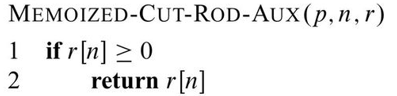 MEMOIZED-CUT-ROD-AUX(p, n, r)
1 if r[n] ≥ 0
2 return r[n]